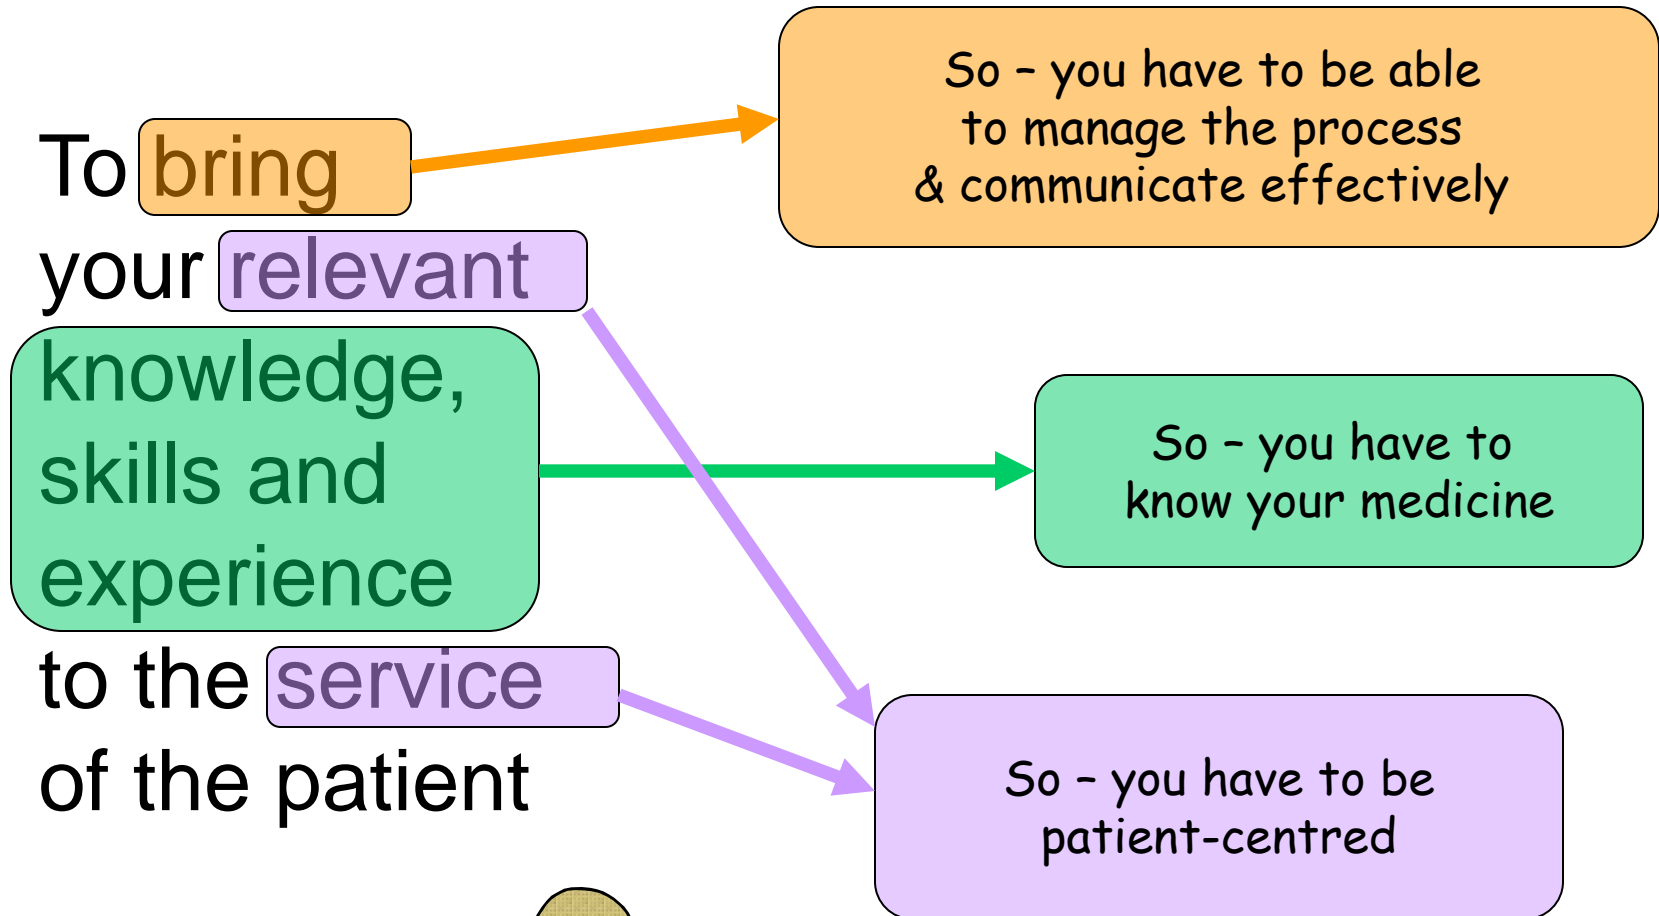 To bring
your relevant
knowledge,
skills and
experience
to the service
of the patient
So – you have to be able
to manage the process
& communicate effectively
So – you have to
know your medicine
So – you have to be
patient-centred